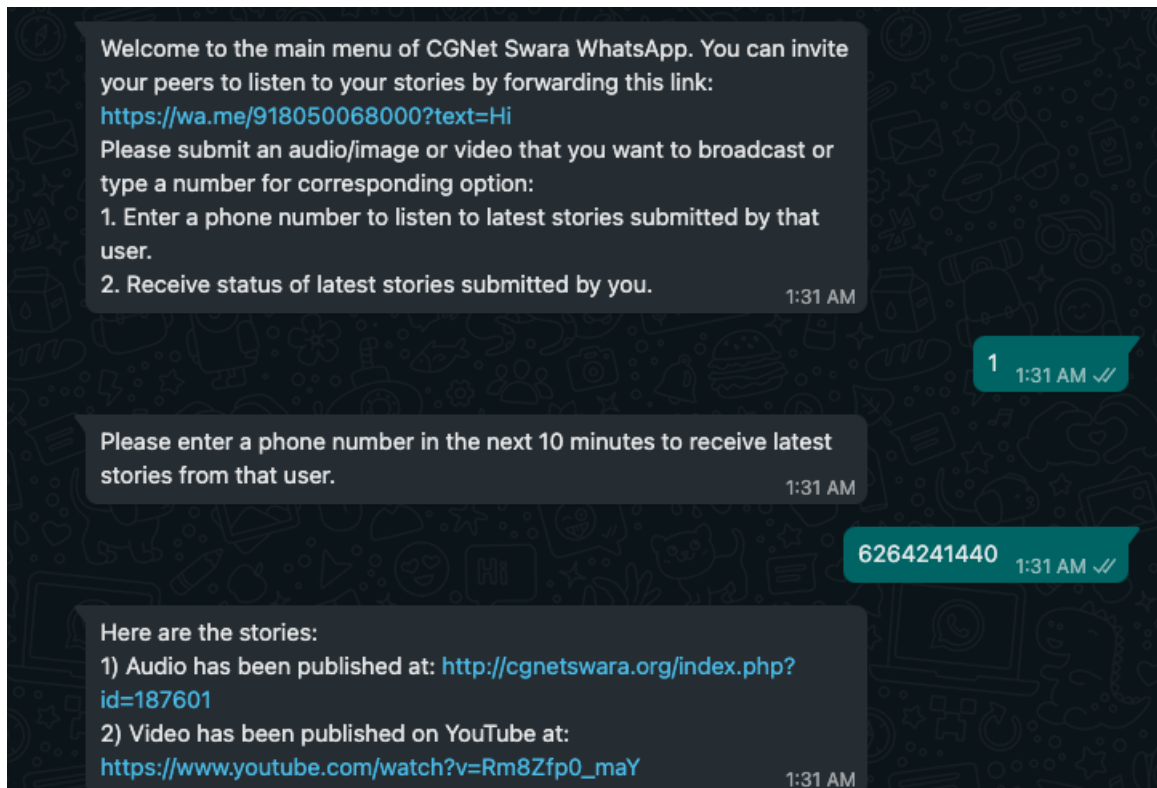 Welcome to the main menu of CGNet Swara WhatsApp. You can invite
your peers to listen to your stories by forwarding this link:
https://wa.me/918050068000?text=Hi
Please submit an audio/image or video that you want to broadcast or
type a number for corresponding option:
1. Enter a phone number to listen to latest stories submitted by that
user.
2. Receive status of latest stories submitted by you.
1:31 AM
1
1:31 AM
Please enter a phone number in the next 10 minutes to receive latest
stories from that user.
1:31 AM
6264241440
1:31 AM
Here are the stories:
1) Audio has been published at: http://cgnetswara.org/index.php?
id=187601
2) Video has been published on YouTube at:
https://www.youtube.com/watch?v=Rm8Zfp0_maY
1:31 AM